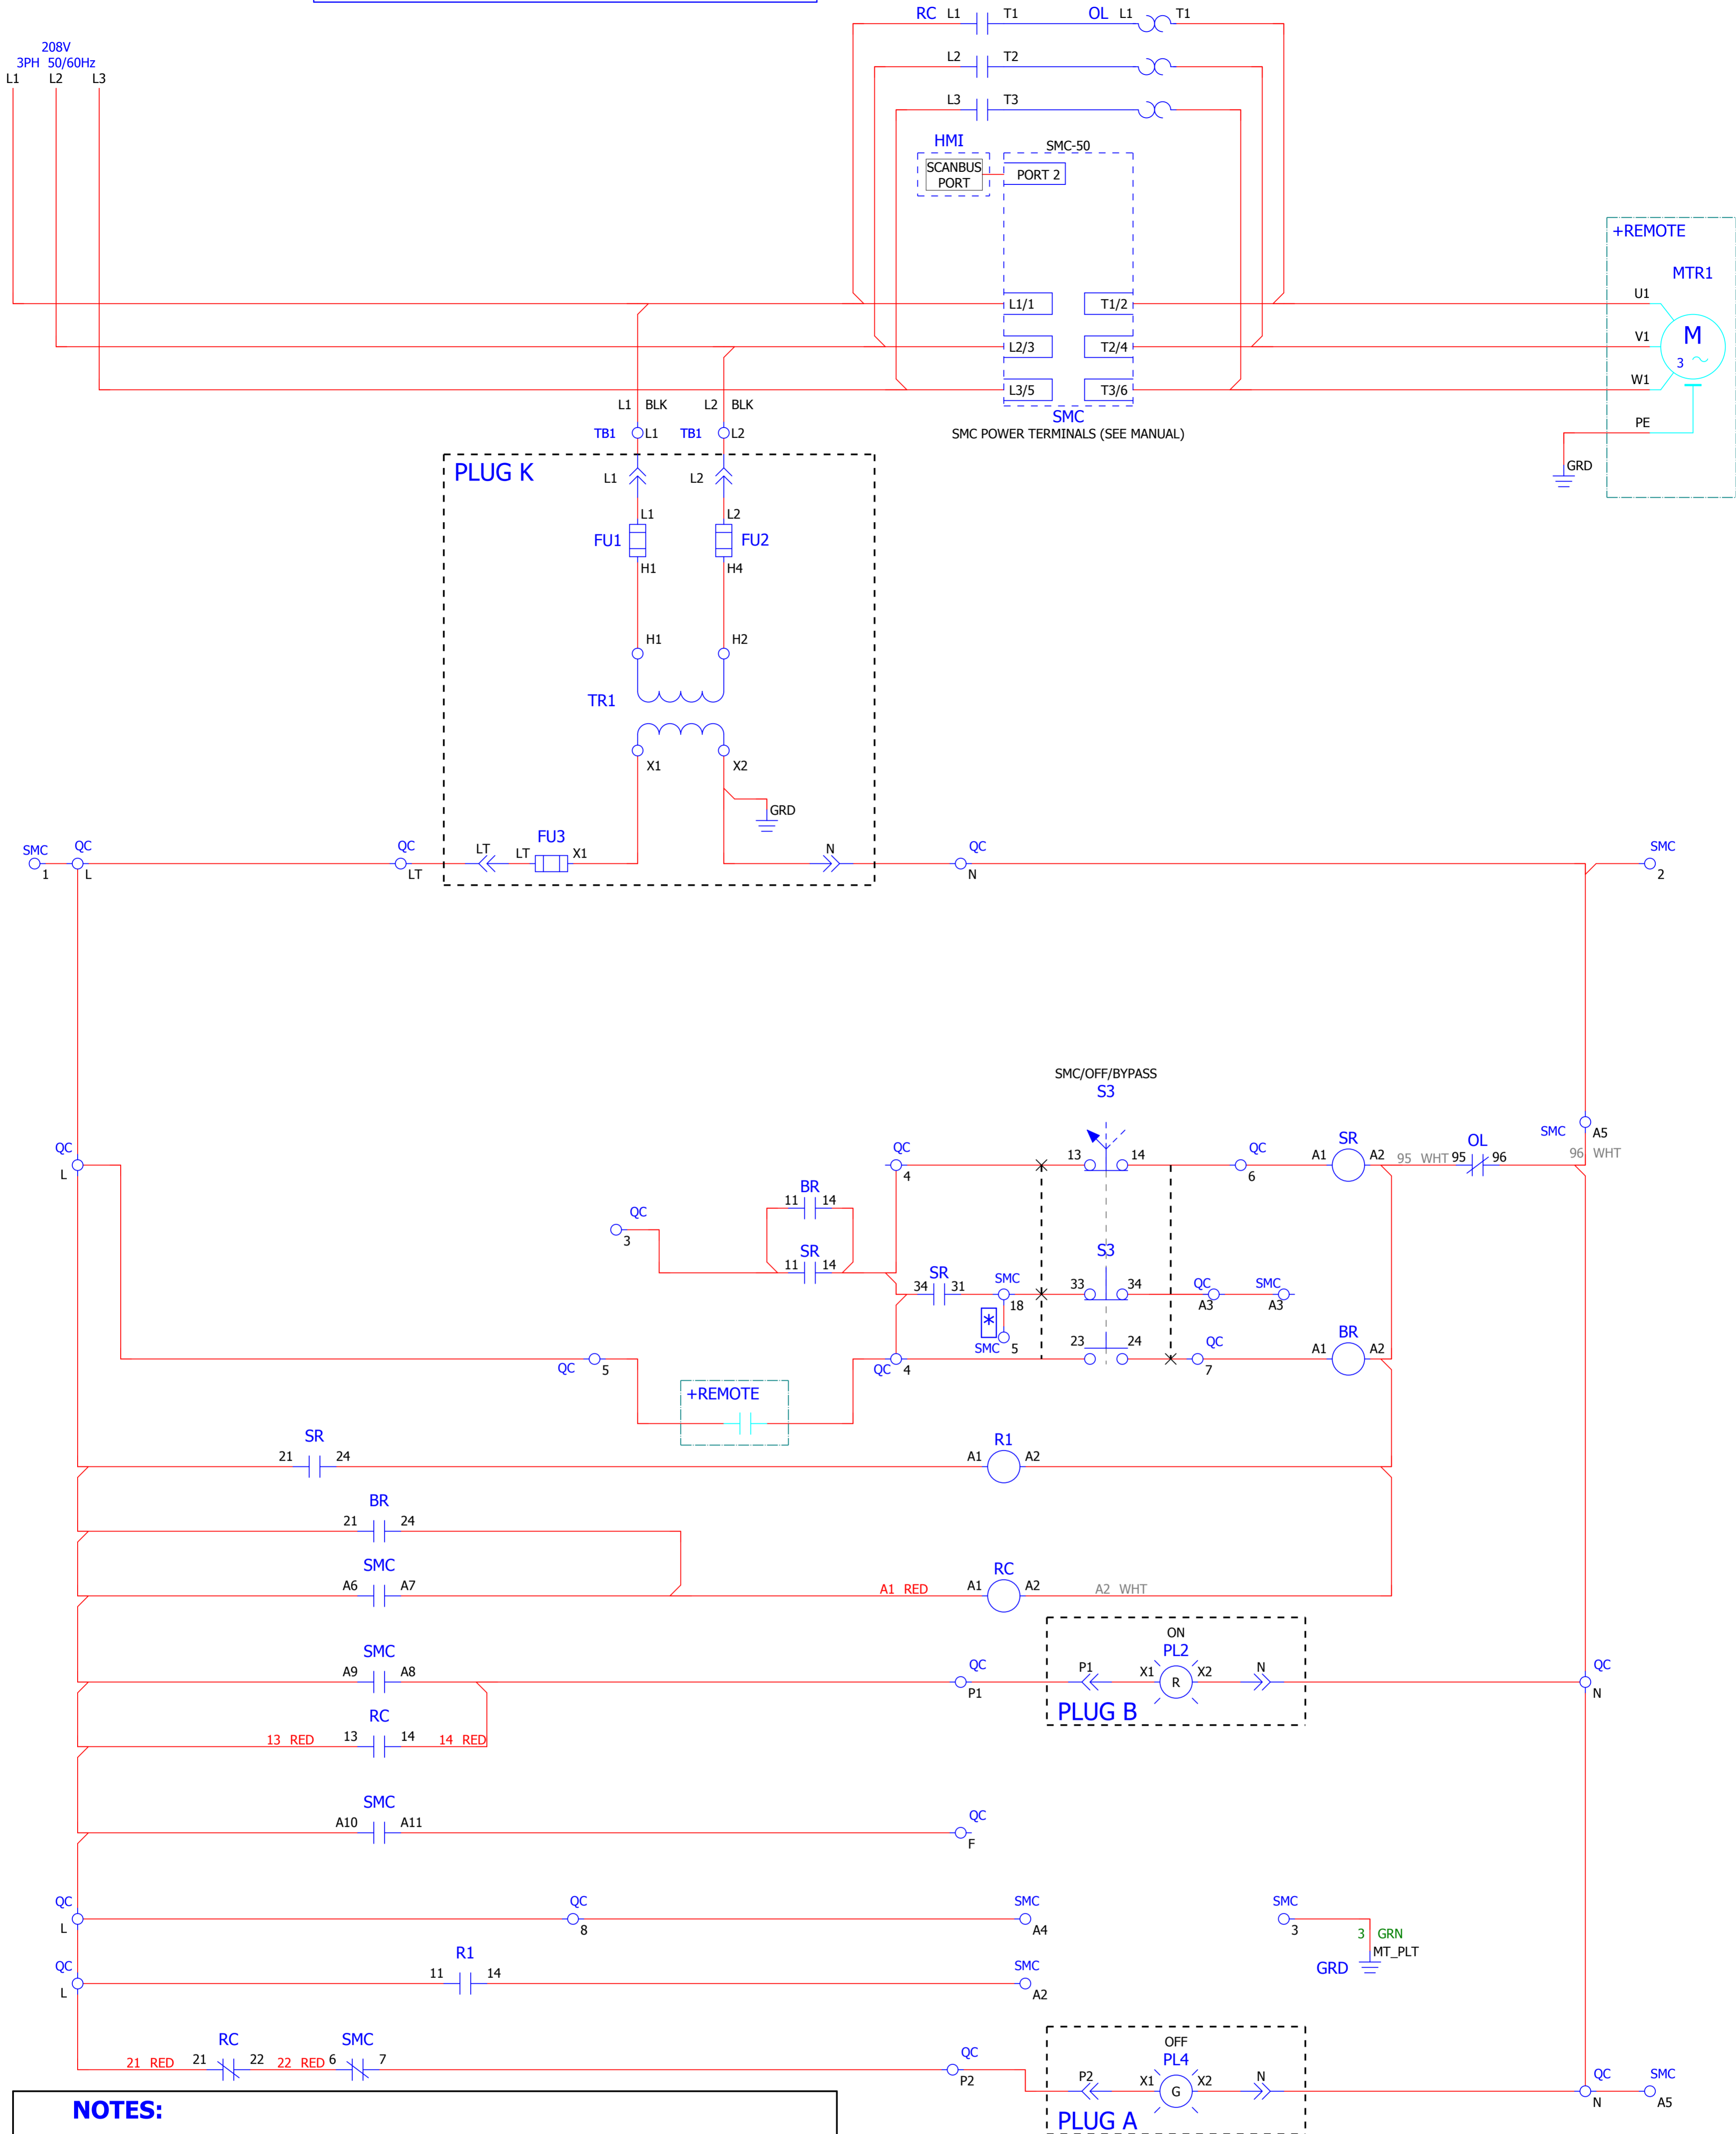 RC L1 T1 OL L1 T1
208V
3PH 50/60Hz
L1 L2 L3
L2 T2
L3 T3
HMI
SMC-50
SCANBUS
PORT
PORT 2
+REMOTE
MTR1
L1/1 T1/2 U1
L2/3 T2/4 V1
M
3
L3/5 T3/6 W1
L1 BLK L2 BLK
SMC
PE
TB1 L1 TB1 L2
SMC POWER TERMINALS (SEE MANUAL)
PLUG K
GRD
L1 L2
L1 L2
FU1 FU2
H1 H4
H1 H2
TR1
X1 X2
GRD
SMC QC QC FU3 QC SMC
LT LT X1 N
1 L LT N 2
SMC/OFF/BYPASS
S3
SMC A5
QC QC 13 14 QC SR OL 96 WHT
A1 A2 95 WHT 95 96
L 4 6
BR
11 14
QC
3
SR
11 14
S3
SR
34 31 SMC 33 34 QC SMC
18 A3 A3
*
SMC 5
23 24 QC BR
A1 A2
QC 5 QC 4 7
+REMOTE
SR
21 24
R1
A1 A2
BR
21 24
SMC
A6 A7
RC
A1 RED A1 A2 A2 WHT
ON
SMC PL2
A9 A8 QC P1 X1 R X2 N QC
P1 N
PLUG B
RC
13 RED 13 14 14 RED
SMC
A10 A11 QC
F
QC QC SMC SMC
L 8 A4 3
3 GRN
MT_PLT
GRD
QC R1 SMC
11 14
L A2
RC SMC OFF
21 RED 21 22 22 RED 6 7 QC PL4
P2 P2 X1 G X2 N QC SMC
N A5
PLUG A
NOTES: